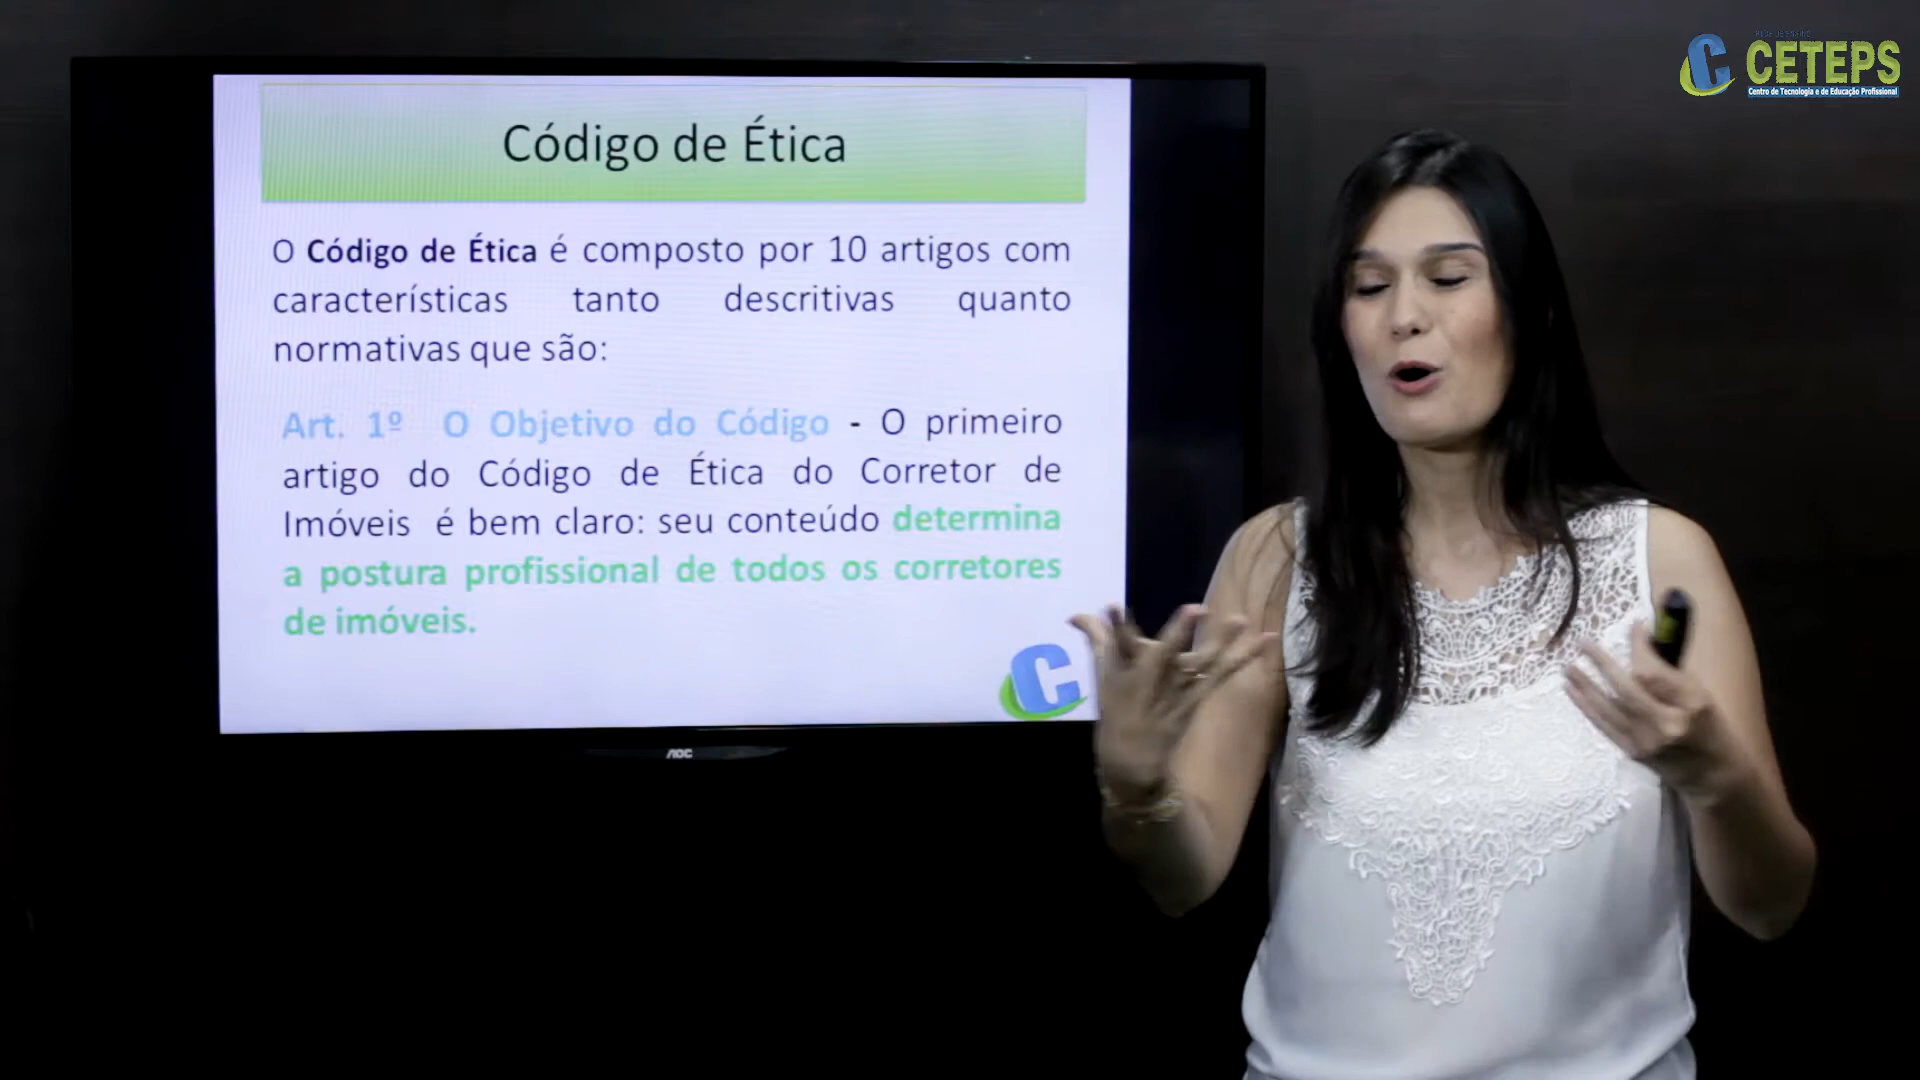 CETEPS
Centro de Tecnologia e de Educação Profissional
Código de Ética
O Código de Ética é composto por 10 artigos com
características tanto descritivas quanto
normativas que são:
Art. 1º O Objetivo do Código - O primeiro
artigo do Código de Ética do Corretor de
Imóveis é bem claro: seu conteúdo determina
a postura profissional de todos os corretores
de imóveis.
C
AOC